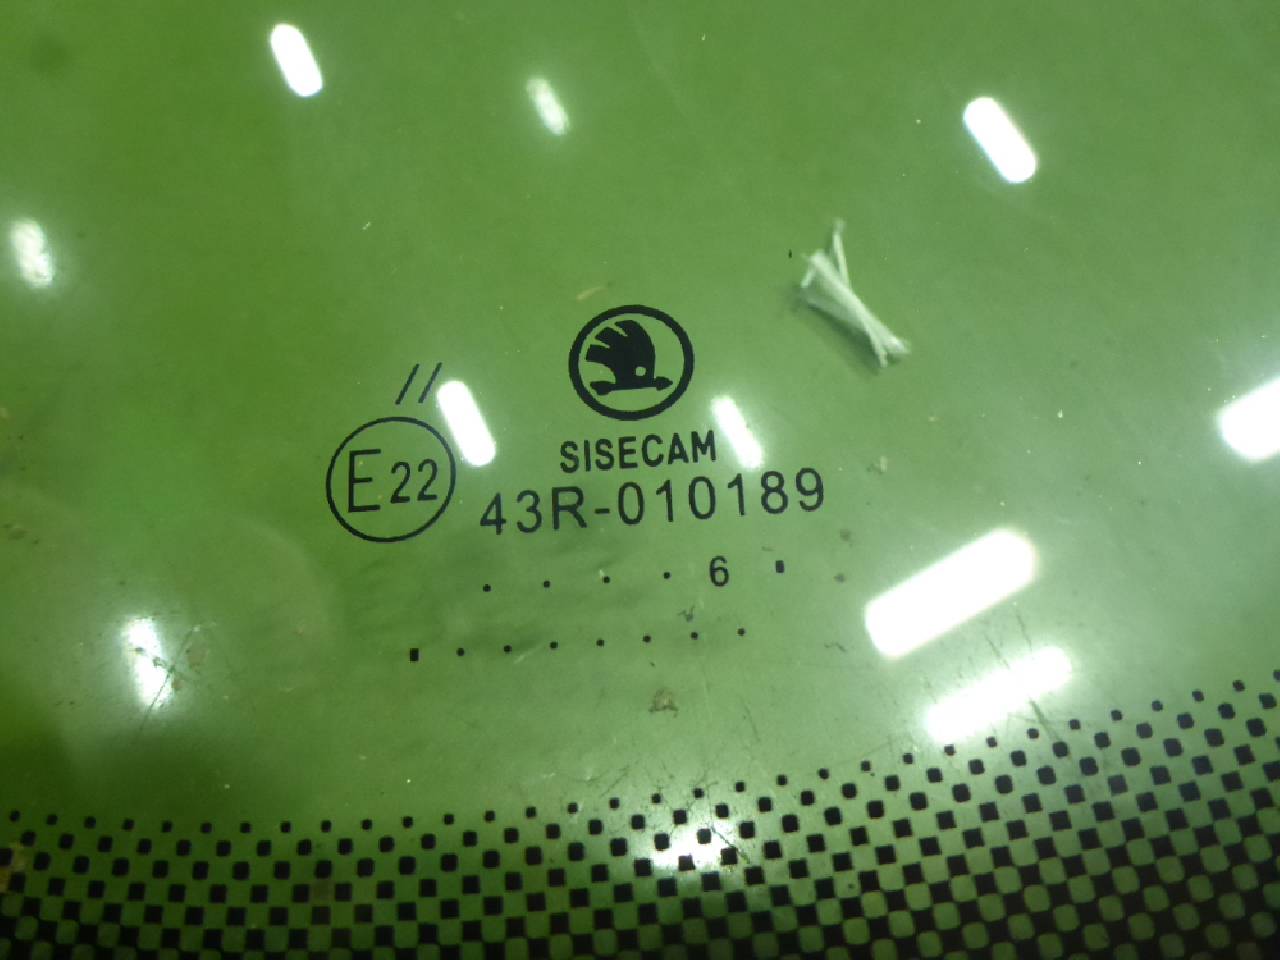 //
SISECAM
E22
43R-010189
. . . . 6 .
. . . . . . . .